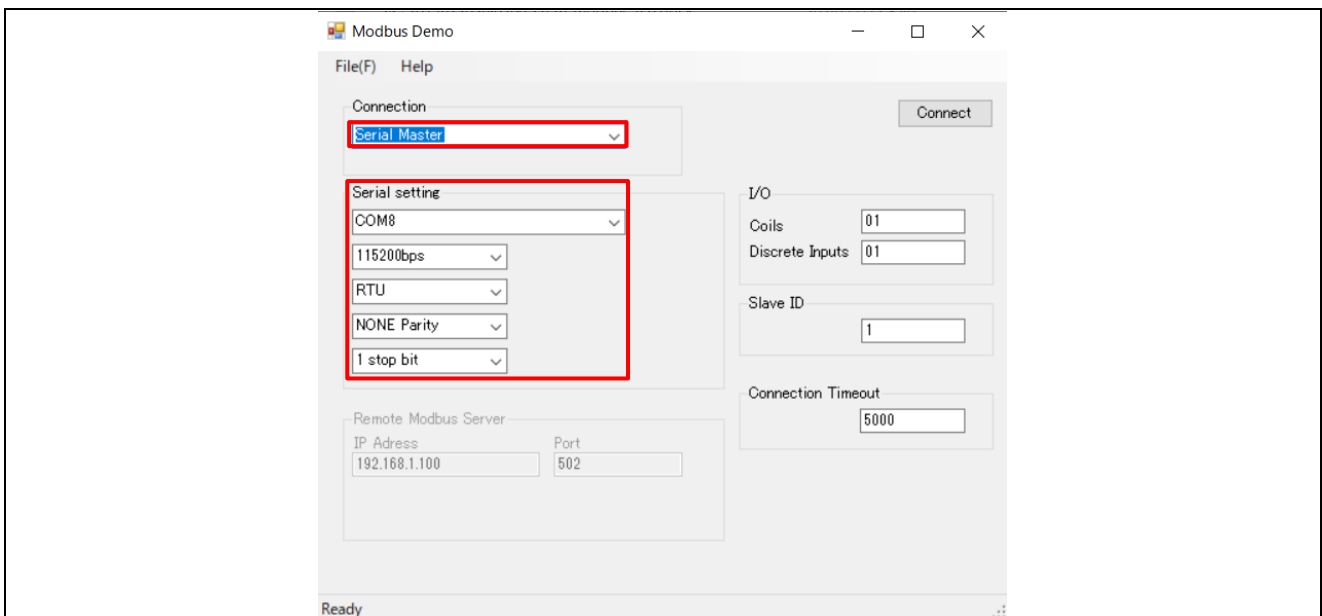 Modbus Demo
File(F) Help
Connection
Serial Master
Connect
Serial setting
COM8
115200bps
RTU
NONE Parity
1 stop bit
I/O
Coils 01
Discrete Inputs 01
Slave ID
1
Connection Timeout
5000
Remote Modbus Server
IP Adress Port
192.168.1.100 502
Ready